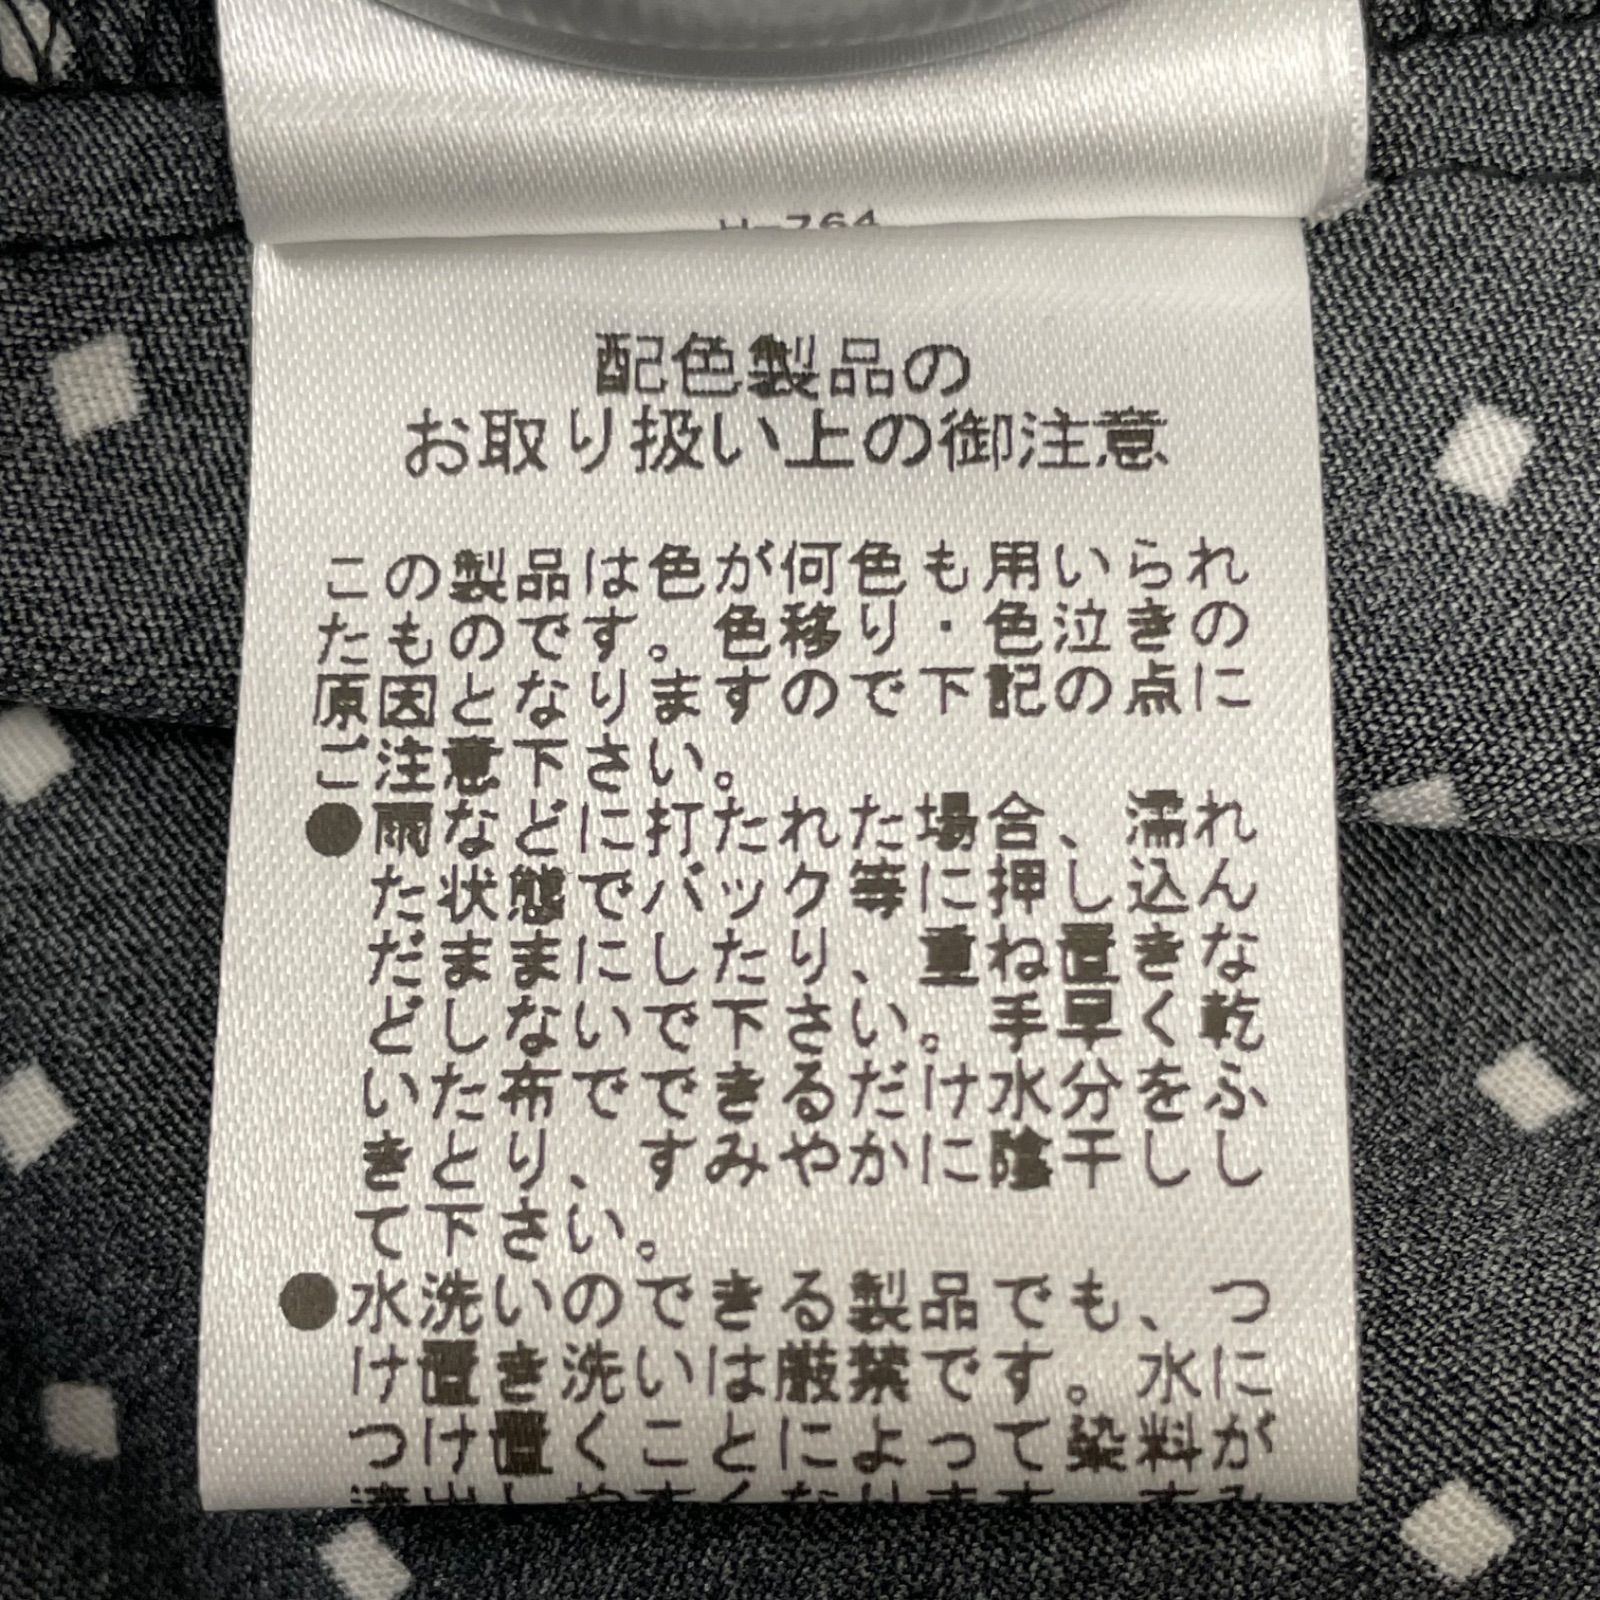 配色製品の
お取り扱い上の御注意
この製品は色が何色も用いられ
たものです。色移り・色泣きの
原因となりますので下記の点に
ご注意下さい。
●雨などに打たれた場合、濡れ
た状態でバック等に押し込ん
だままにしたり、重ね置きな
どしないで下さい。手早く乾
いた布でできるだけ水分をふ
きとり、すみやかに陰干しし
て下さい。
●水洗いのできる製品でも、つ
け置き洗いは厳禁です。水に
つけ置くことによって染料が